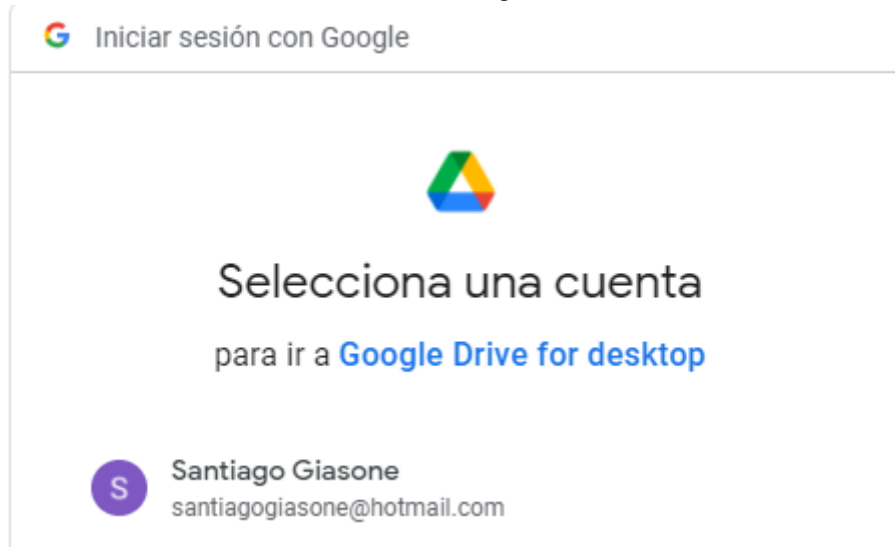 Iniciar sesión con Google
Selecciona una cuenta
para ir a Google Drive for desktop
S
Santiago Giasone
santiagogiasone@hotmail.com